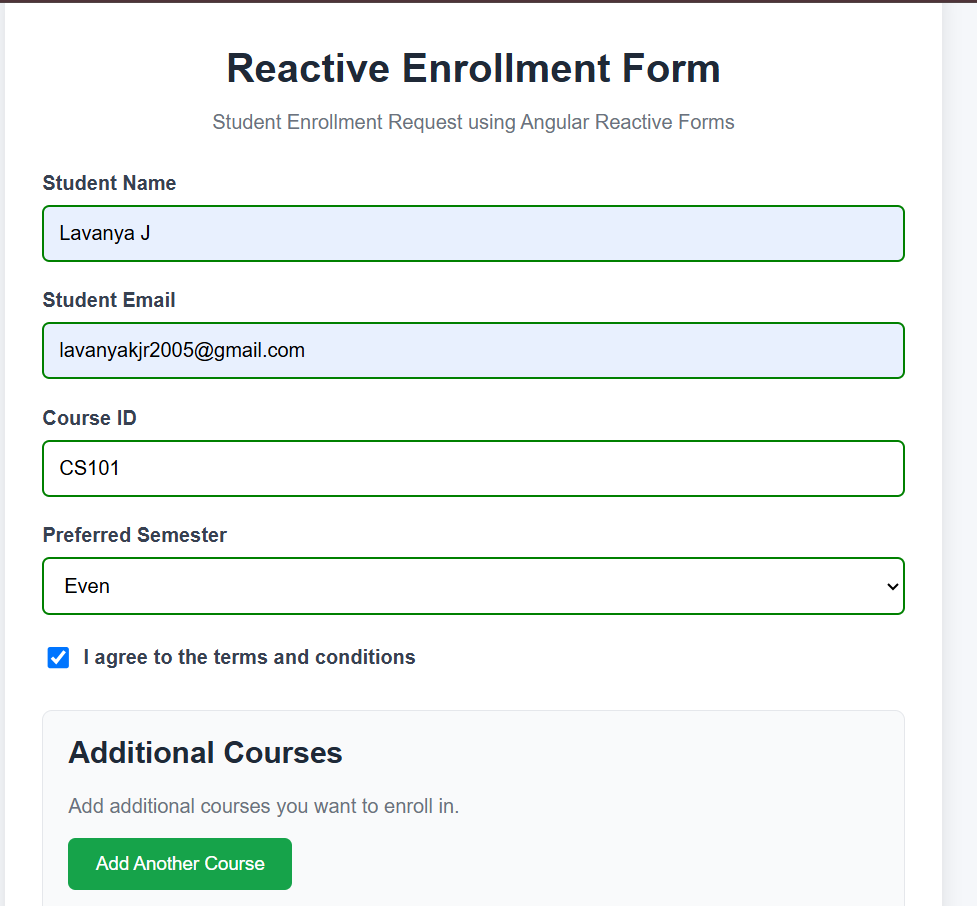 Reactive Enrollment Form
Student Enrollment Request using Angular Reactive Forms
Student Name
Lavanya J
Student Email
lavanyakjr2005@gmail.com
Course ID
CS101
Preferred Semester
Even
I agree to the terms and conditions
Additional Courses
Add additional courses you want to enroll in.
Add Another Course